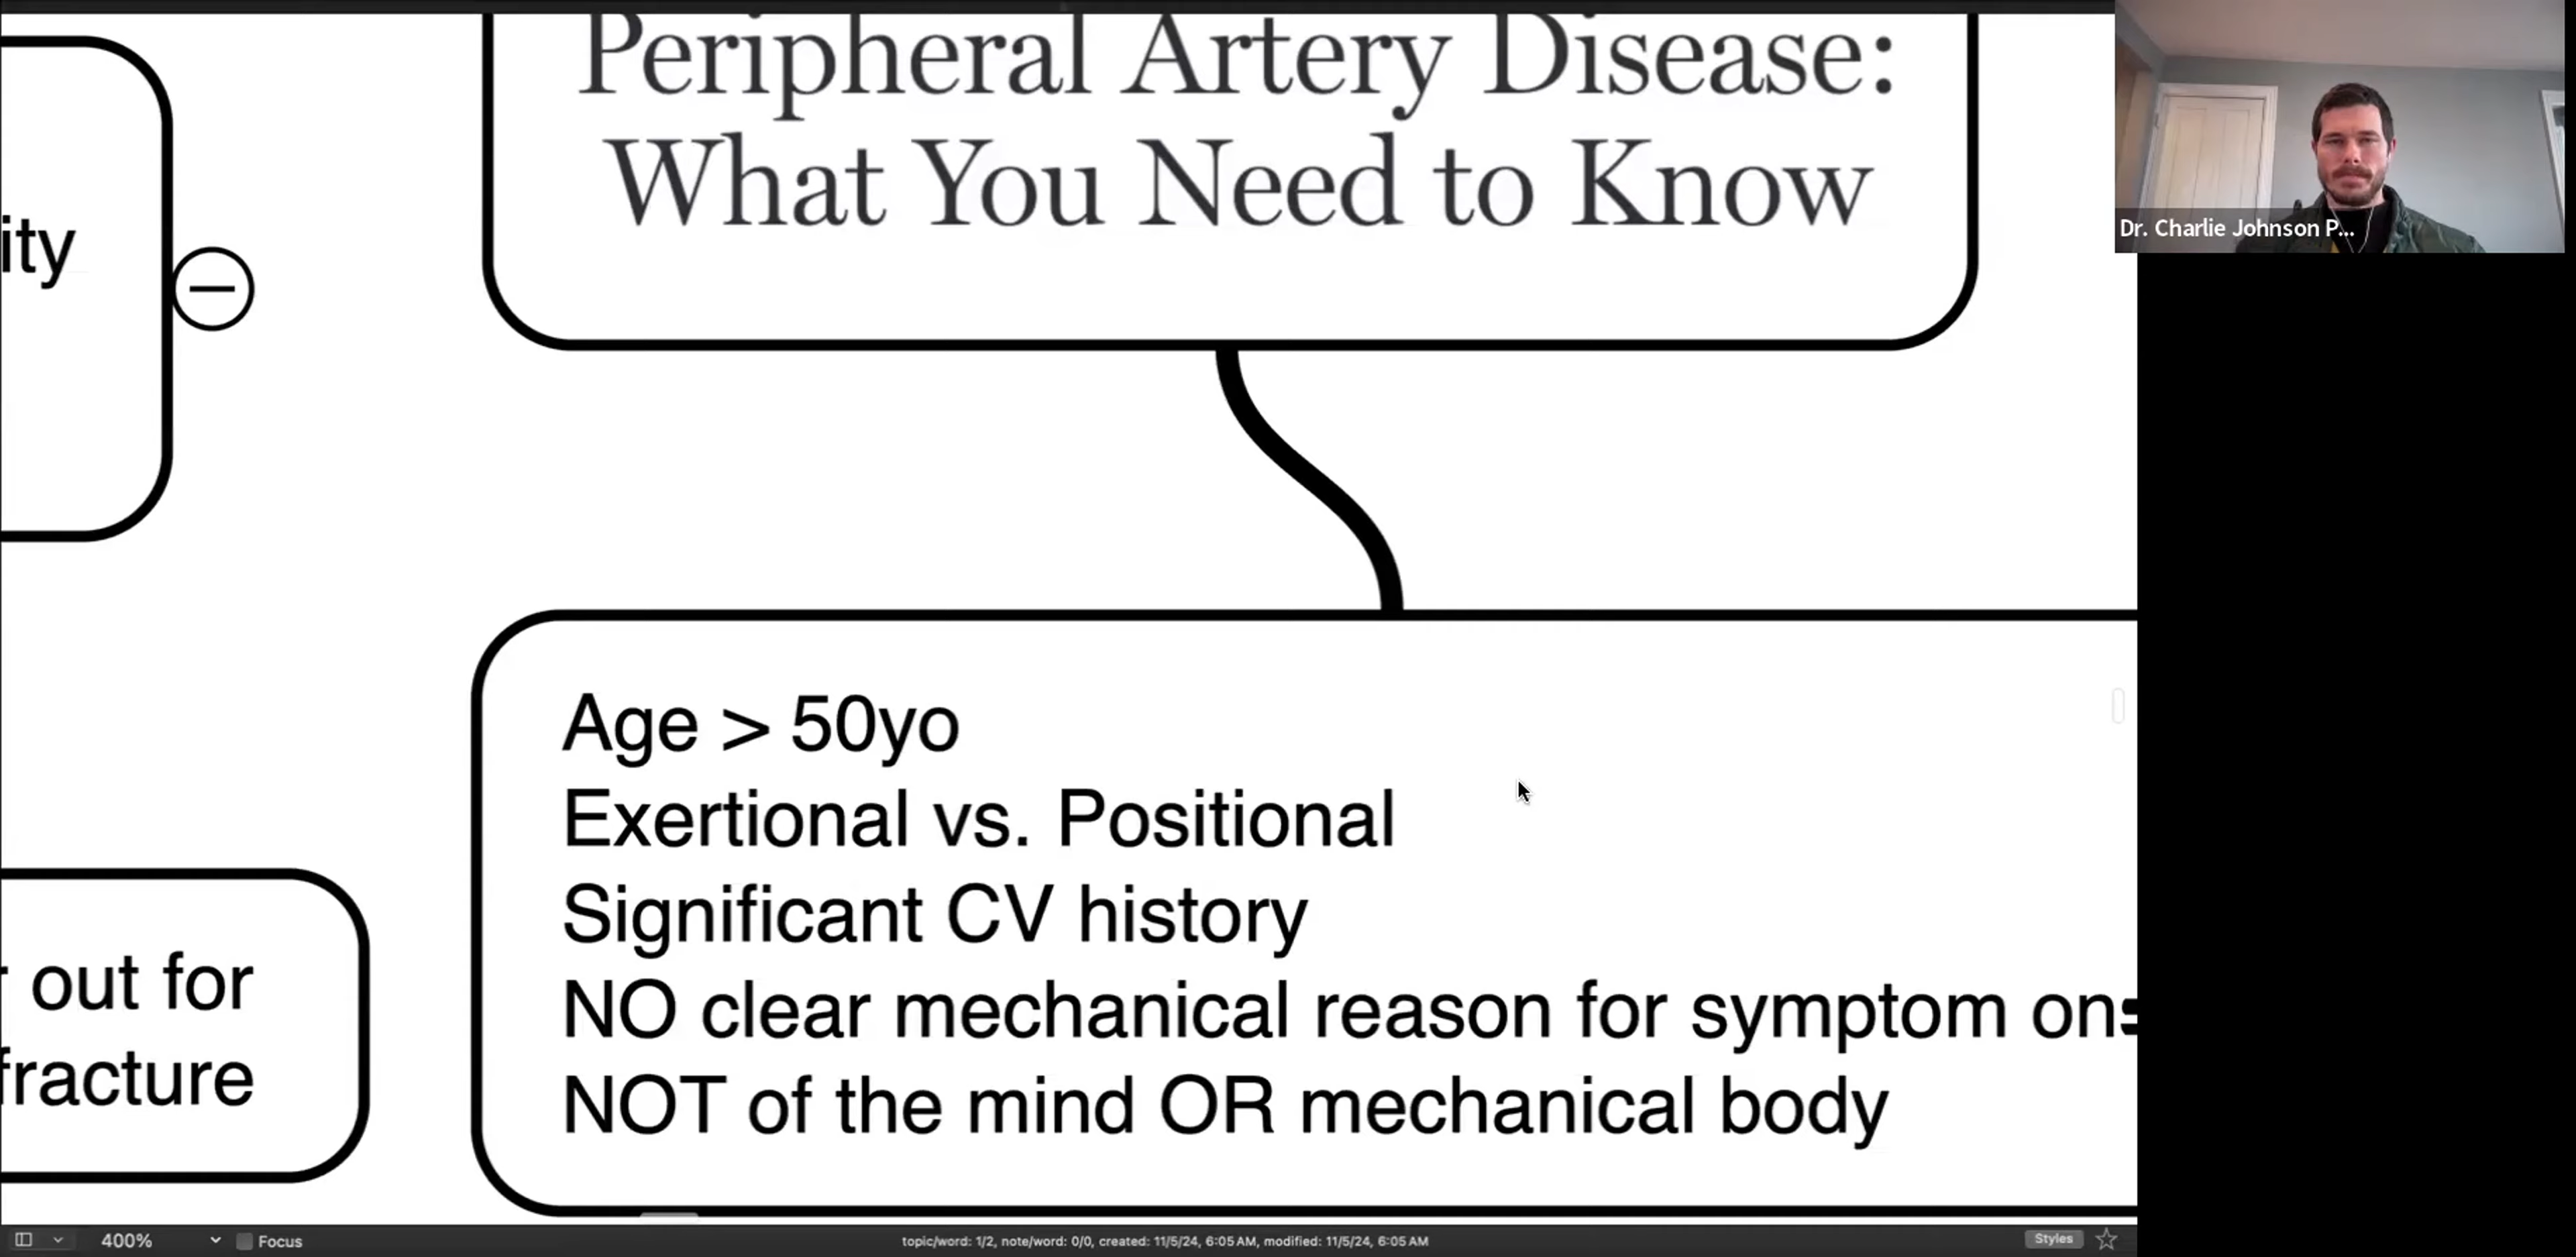 Peripheral Artery Disease:
What You Need to Know
Dr. Charlie Johnson P...
ity
Age > 50yo
Exertional vs. Positional
Significant CV history
NO clear mechanical reason for symptom ons
NOT of the mind OR mechanical body
out for
fracture
400%
Focus
topic/word: 1/2, note/word: 0/0, created: 11/5/24, 6:05 AM, modified: 11/5/24, 6:05 AM
Styles